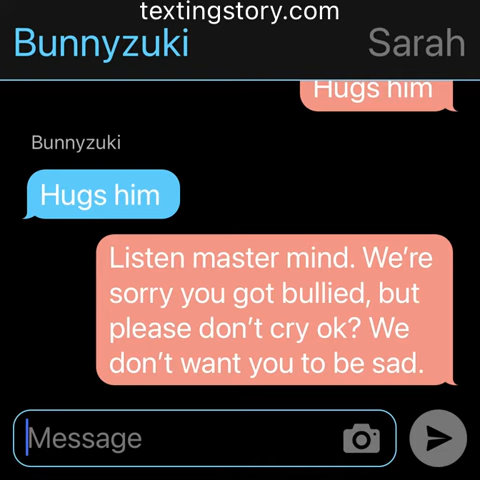 textingstory.com
Bunnyzuki
Sarah
Hugs him
Bunnyzuki
Hugs him
Listen master mind. We’re
sorry you got bullied, but
please don’t cry ok? We
don’t want you to be sad.
Message